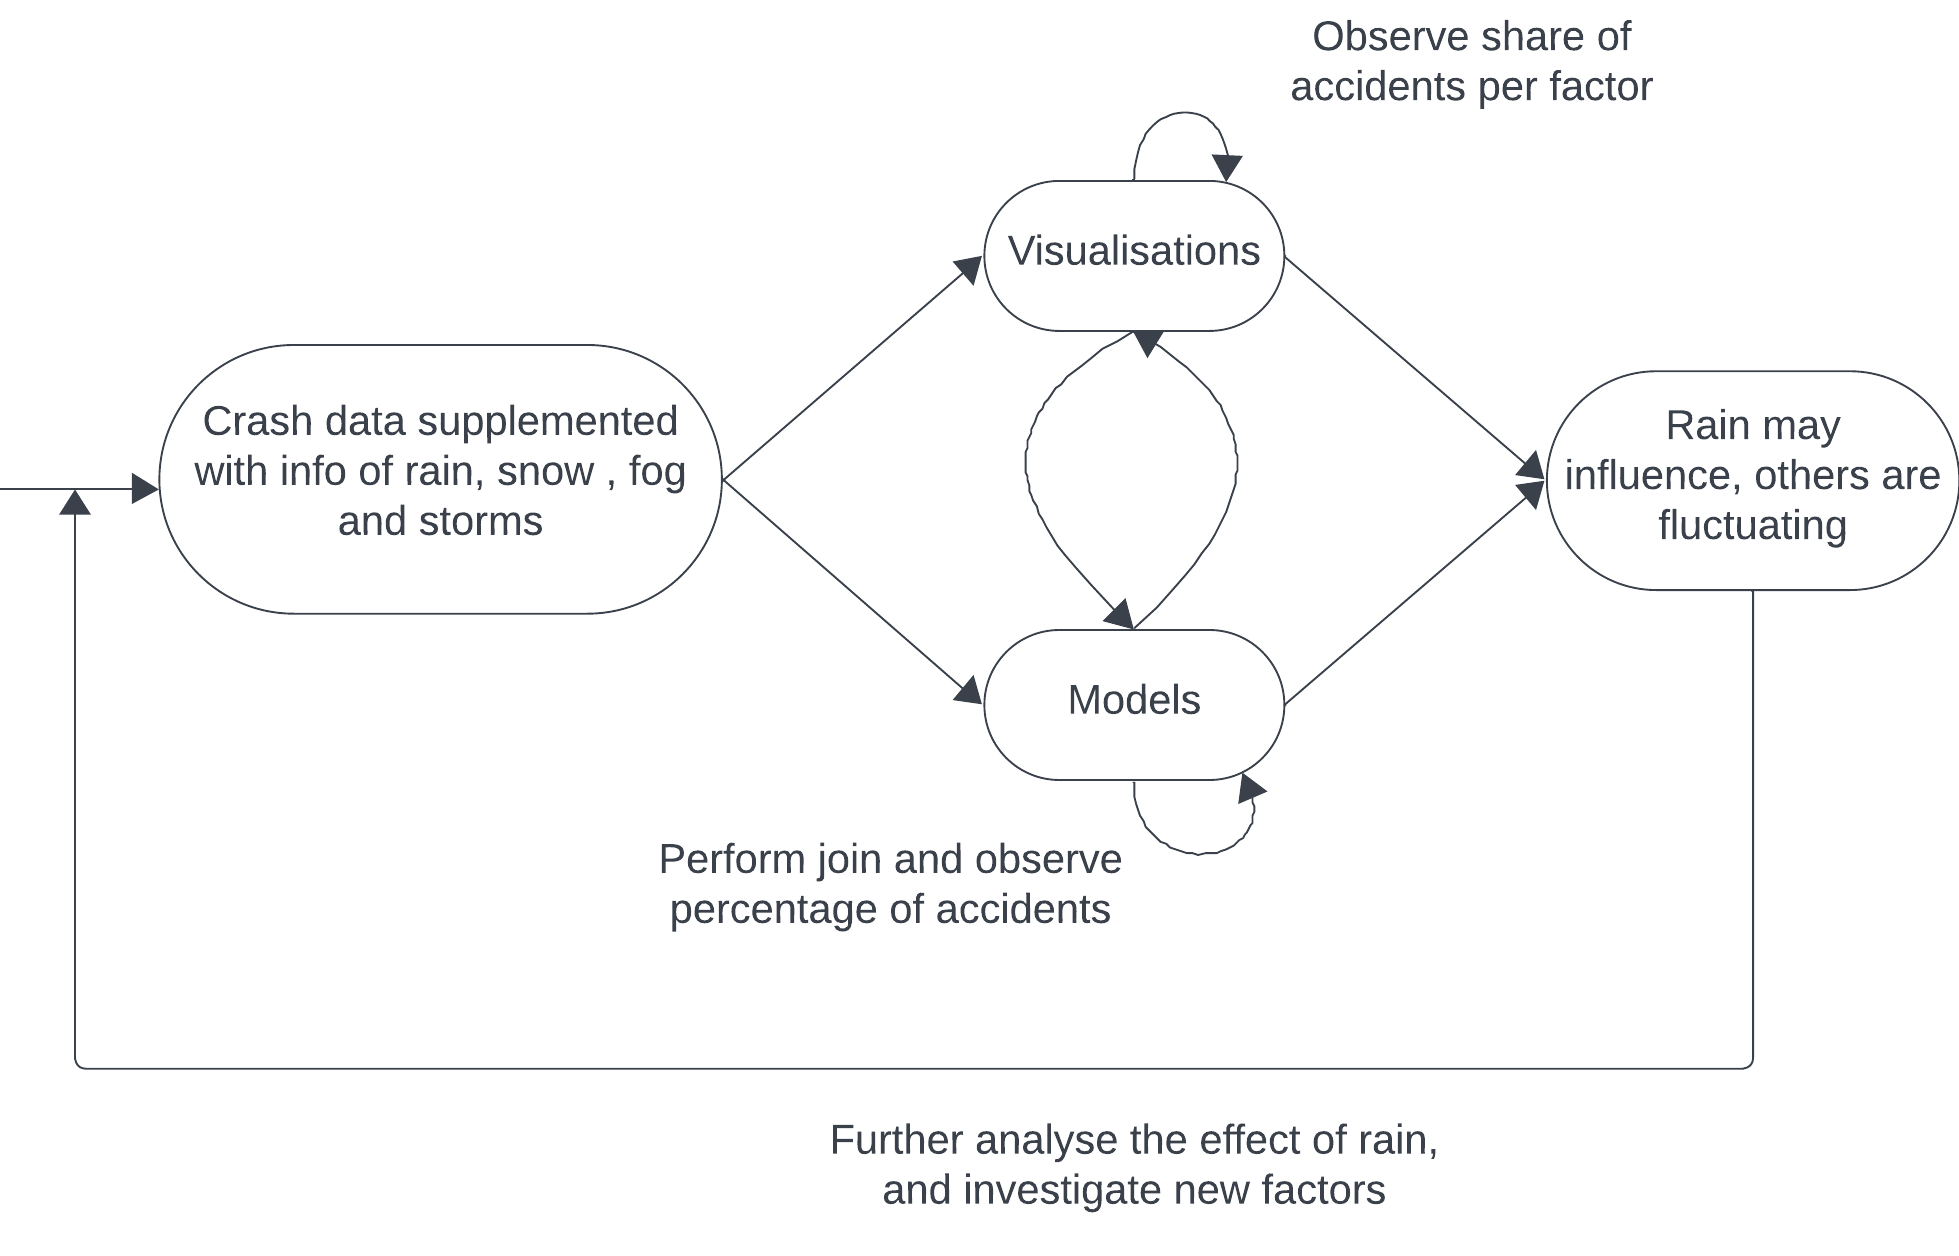 Observe share of
accidents per factor
Visualisations
Crash data supplemented
with info of rain, snow , fog
and storms
Rain may
influence, others are
fluctuating
Models
Perform join and observe
percentage of accidents
Further analyse the effect of rain,
and investigate new factors